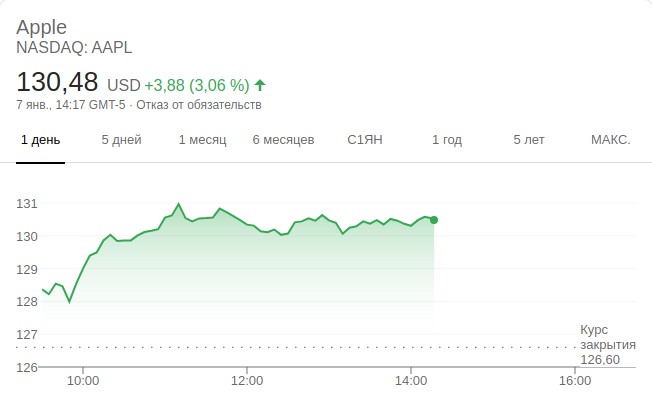 Apple
NASDAQ: AAPL
130,48 USD +3,88 (3,06 %)
7 янв., 14:17 GMT-5 · Отказ от обязательств
1 день 5 дней 1 месяц 6 месяцев С1ЯН 1 год 5 лет МАКС.
131
130
129
128
127
Курс
закрытия
126,60
126
10:00 12:00 14:00 16:00